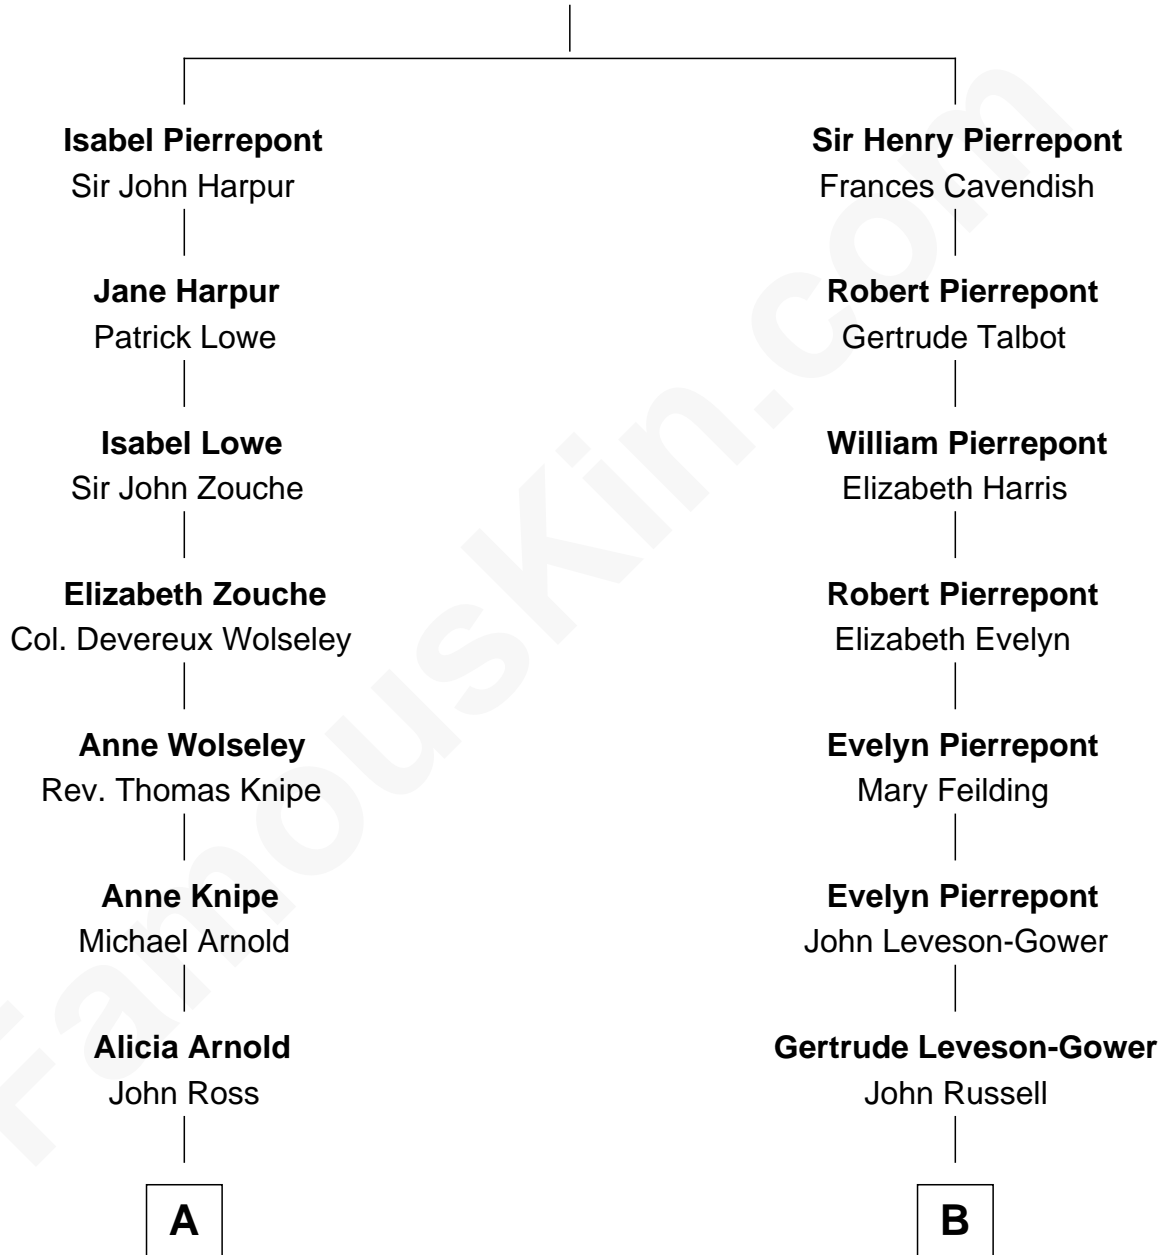 Isabel Pierrepont
Sir John Harpur
Jane Harpur
Patrick Lowe
Isabel Lowe
Sir John Zouche
Elizabeth Zouche
Col. Devereux Wolseley
Anne Wolseley
Rev. Thomas Knipe
Anne Knipe
Michael Arnold
Alicia Arnold
John Ross
A
Sir Henry Pierrepont
Frances Cavendish
Robert Pierrepont
Gertrude Talbot
William Pierrepont
Elizabeth Harris
Robert Pierrepont
Elizabeth Evelyn
Evelyn Pierrepont
Mary Feilding
Evelyn Pierrepont
John Leveson-Gower
Gertrude Leveson-Gower
John Russell
B
FamousKin.com